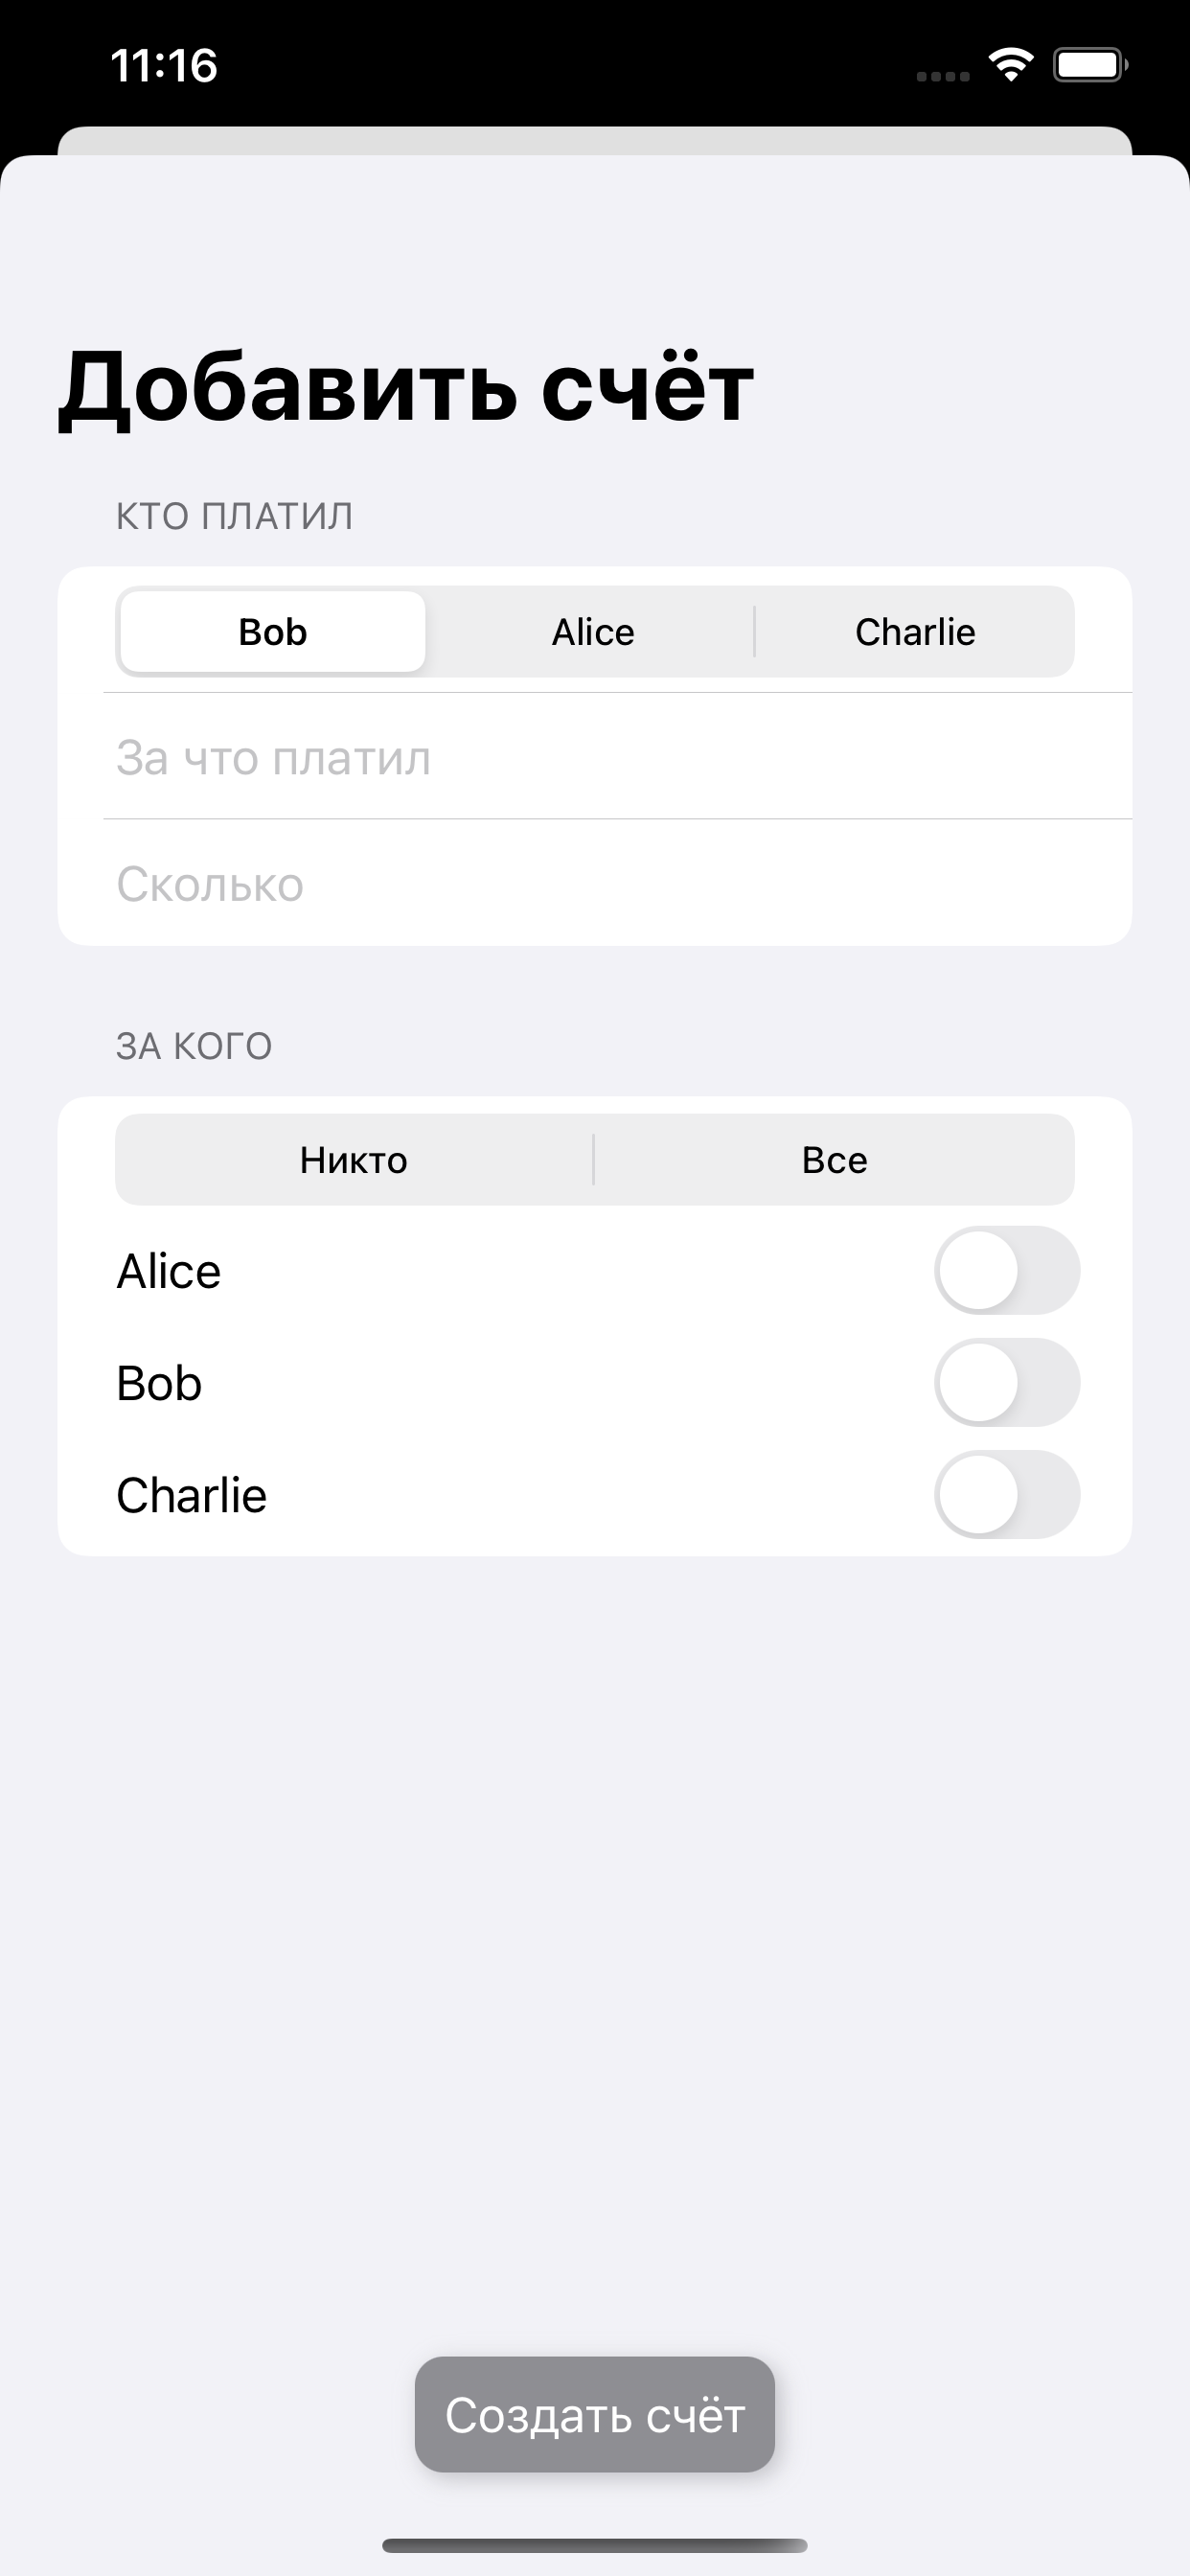 11:16
Добавить счёт
КТО ПЛАТИЛ
Bob Alice Charlie
За что платил
Сколько
ЗА КОГО
Никто Все
Alice
Bob
Charlie
Создать счёт